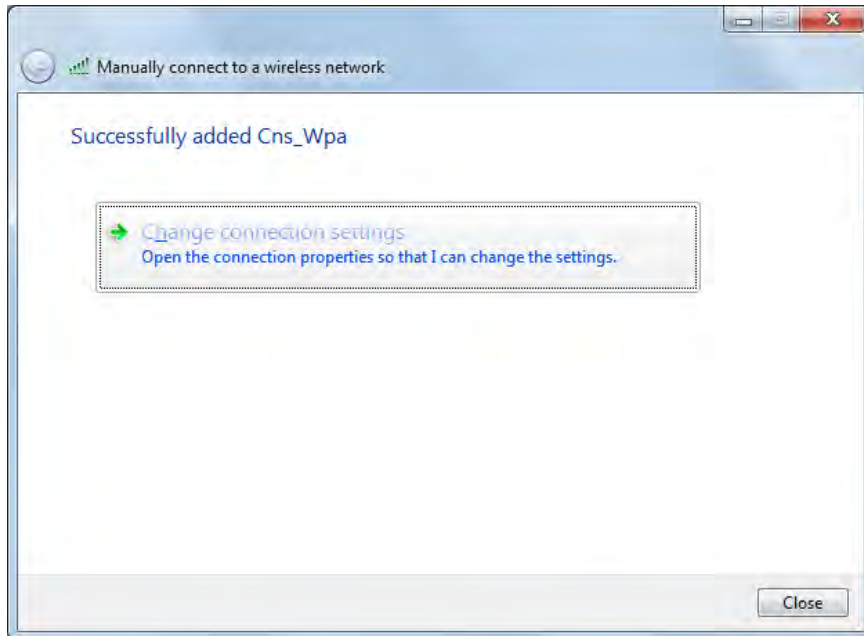 Manually connect to a wireless network
Successfully added Cns_Wpa
Change connection settings
Open the connection properties so that I can change the settings.
Close